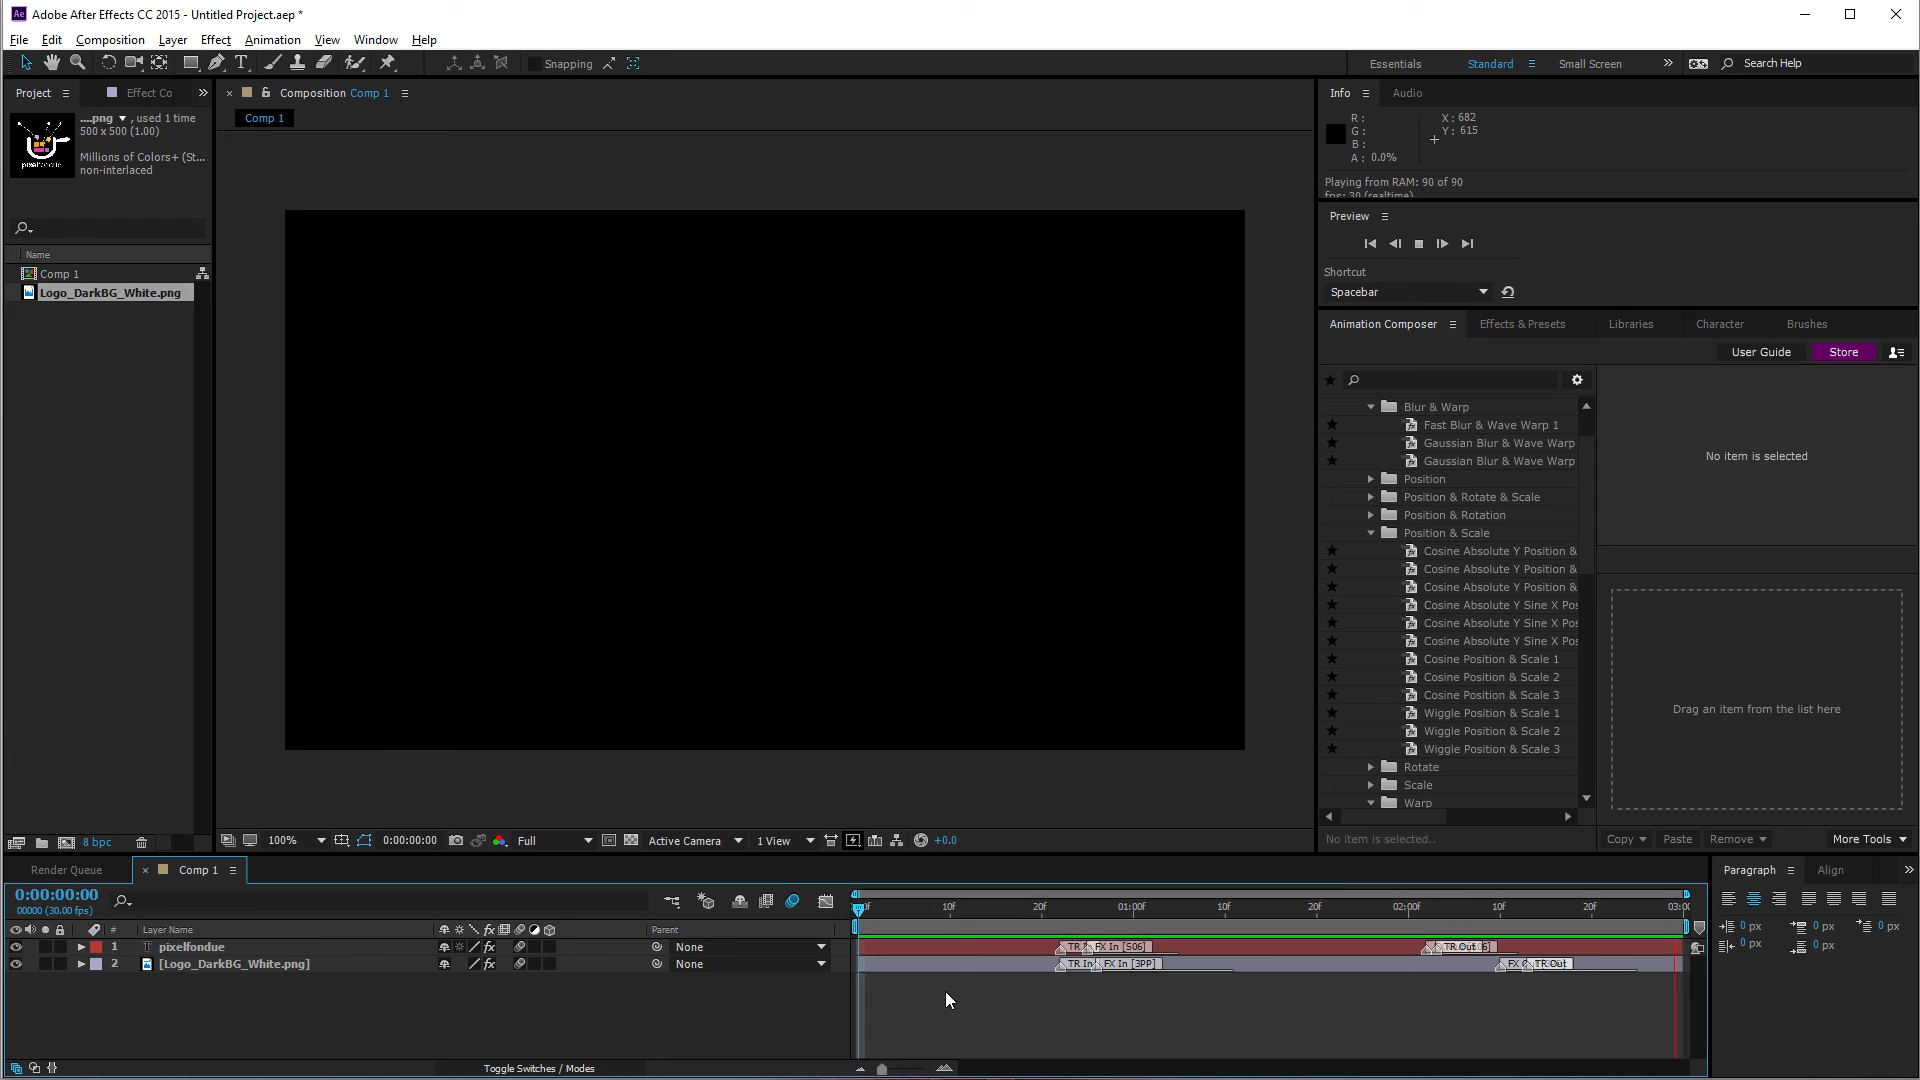 Adobe After Effects CC 2015 - Untitled Project.aep *
File Edit Composition Layer Effect Animation View Window Help
Snapping
Essentials Standard Small Screen Search Help
Project Effect Co
Composition Comp 1
Info Audio
....png , used 1 time
500 x 500 (1.00)
Millions of Colors+ (St...
non-interlaced
pixelfondue
Comp 1
R :
G :
B :
A : 0.0%
X : 682
Y : 615
Playing from RAM: 90 of 90
fps: 30 (realtime)
Preview
Shortcut
Spacebar
Name
Comp 1
Logo_DarkBG_White.png
Animation Composer Effects & Presets Libraries Character Brushes
User Guide Store
Blur & Warp
Fast Blur & Wave Warp 1
Gaussian Blur & Wave Warp
Gaussian Blur & Wave Warp
Position
Position & Rotate & Scale
Position & Rotation
Position & Scale
Cosine Absolute Y Position &
Cosine Absolute Y Position &
Cosine Absolute Y Position &
Cosine Absolute Y Sine X Pos
Cosine Absolute Y Sine X Pos
Cosine Absolute Y Sine X Pos
Cosine Position & Scale 1
Cosine Position & Scale 2
Cosine Position & Scale 3
Wiggle Position & Scale 1
Wiggle Position & Scale 2
Wiggle Position & Scale 3
Rotate
Scale
Warp
No item is selected
Drag an item from the list here
No item is selected..
Copy Paste Remove More Tools
8 bpc
100% 0:00:00:00 Full Active Camera 1 View +0.0
Render Queue Comp 1
Paragraph Align
0:00:00:00
00000 (30.00 fps)
10f 20f 01:00f 10f 20f 02:00f 10f 20f 03:0
# Layer Name Parent
1 T pixelfondue fx None
2 [Logo_DarkBG_White.png] fx None
FX In [S06] TR Out
TR In FX In [3PP] TR Out
0 px 0 px 0 px
0 px 0 px
Toggle Switches / Modes